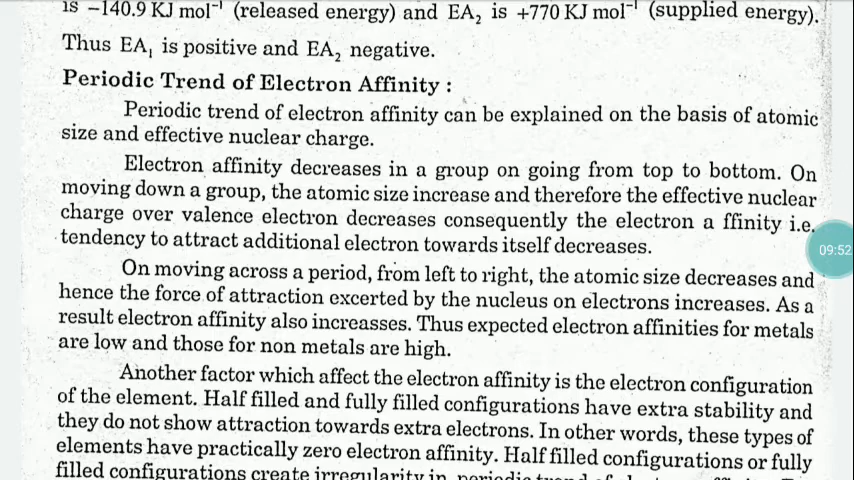 is −140.9 KJ mol⁻¹ (released energy) and EA₂ is +770 KJ mol⁻¹ (supplied energy).
Thus EA₁ is positive and EA₂ negative.
Periodic Trend of Electron Affinity :
Periodic trend of electron affinity can be explained on the basis of atomic
size and effective nuclear charge.
Electron affinity decreases in a group on going from top to bottom. On
moving down a group, the atomic size increase and therefore the effective nuclear
charge over valence electron decreases consequently the electron a ffinity i.e.
tendency to attract additional electron towards itself decreases.
09:52
On moving across a period, from left to right, the atomic size decreases and
hence the force of attraction excerted by the nucleus on electrons increases. As a
result electron affinity also increasses. Thus expected electron affinities for metals
are low and those for non metals are high.
Another factor which affect the electron affinity is the electron configuration
of the element. Half filled and fully filled configurations have extra stability and
they do not show attraction towards extra electrons. In other words, these types of
elements have practically zero electron affinity. Half filled configurations or fully
filled configurations create irregularity in periodic trend of